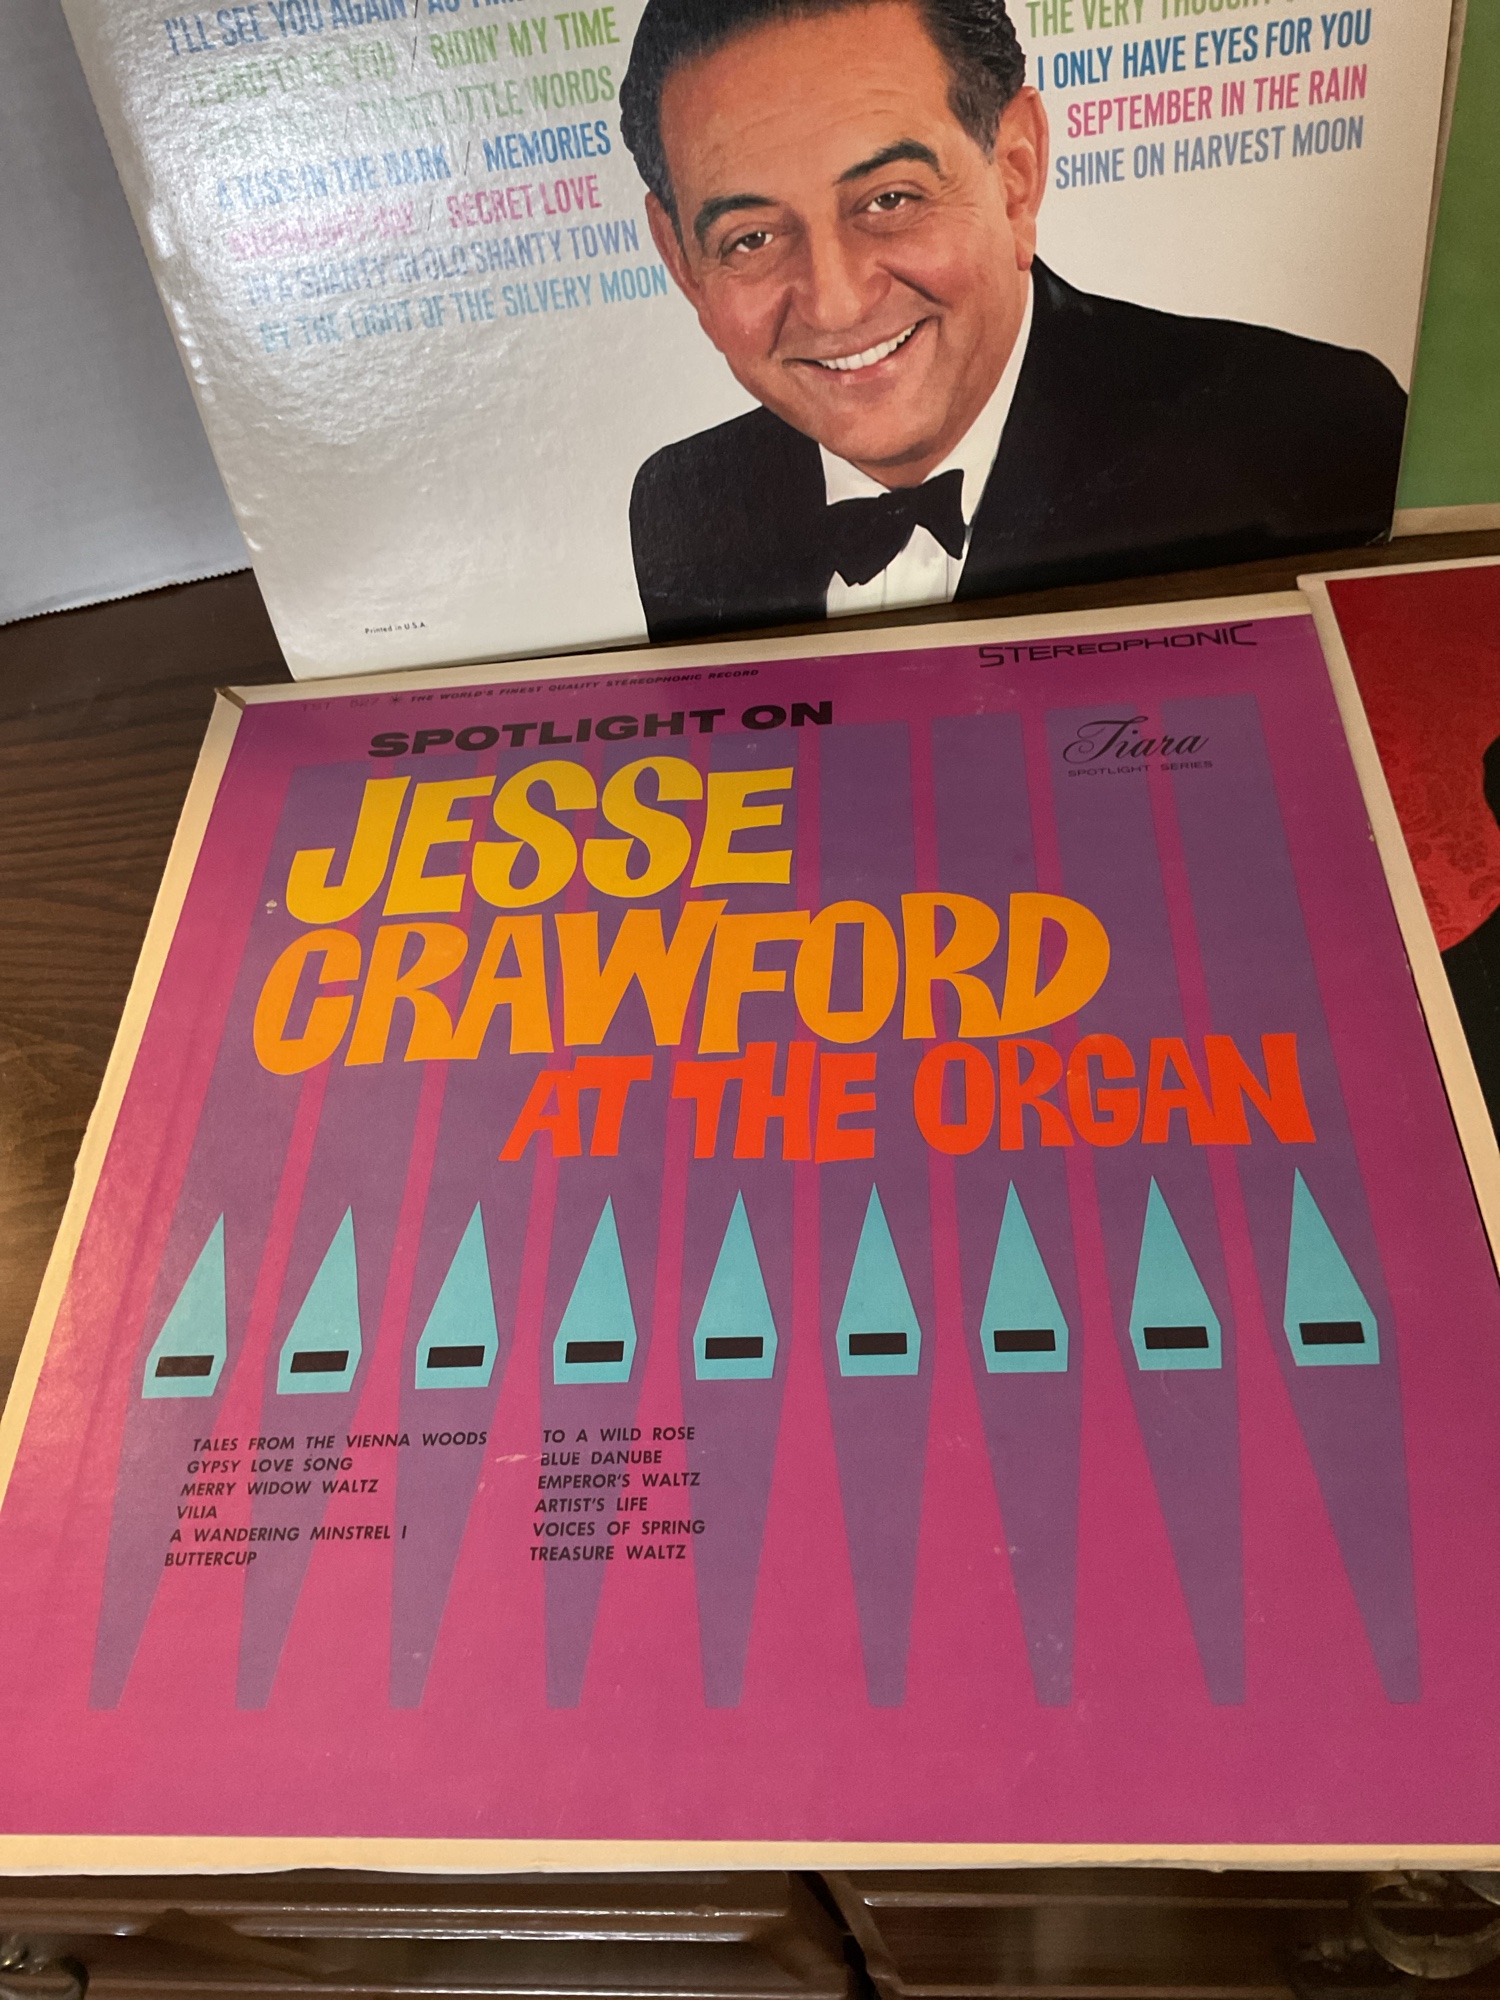 I'LL SEE YOU AGAIN /
YOU / BIDIN' MY TIME
LITTLE WORDS
A KISS IN THE DARK / MEMORIES
/ SECRET LOVE
IN A SHANTY IN OLD SHANTY TOWN
BY THE LIGHT OF THE SILVERY MOON
THE VERY THOUGHT
I ONLY HAVE EYES FOR YOU
SEPTEMBER IN THE RAIN
SHINE ON HARVEST MOON
Printed in U.S.A.
STEREOPHONIC
TST 527 * THE WORLD'S FINEST QUALITY STEREOPHONIC RECORD
SPOTLIGHT ON
Tiara
SPOTLIGHT SERIES
JESSE
CRAWFORD
AT THE ORGAN
TALES FROM THE VIENNA WOODS
GYPSY LOVE SONG
MERRY WIDOW WALTZ
VILIA
A WANDERING MINSTREL I
BUTTERCUP
TO A WILD ROSE
BLUE DANUBE
EMPEROR'S WALTZ
ARTIST'S LIFE
VOICES OF SPRING
TREASURE WALTZ